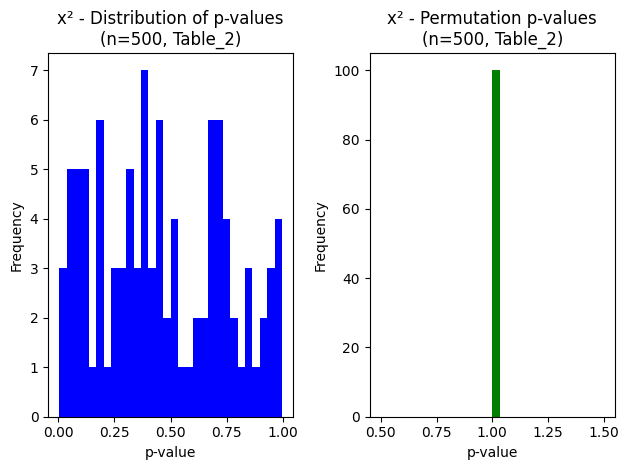 x² - Distribution of p-values
(n=500, Table_2)
7
6
5
4
3
2
1
0
Frequency
0.00 0.25 0.50 0.75 1.00
p-value
x² - Permutation p-values
(n=500, Table_2)
100
80
60
40
20
0
Frequency
0.50 0.75 1.00 1.25 1.50
p-value